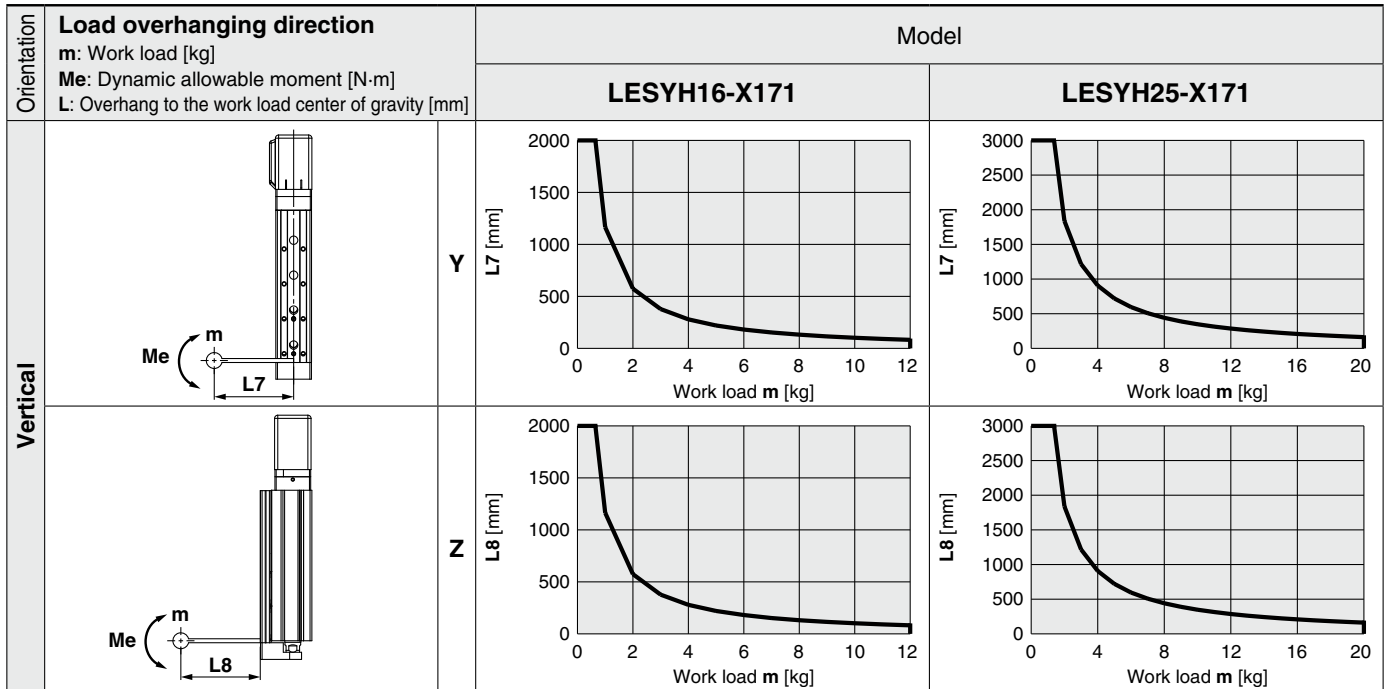 Orientation
Load overhanging direction
m: Work load [kg]
Me: Dynamic allowable moment [N·m]
L: Overhang to the work load center of gravity [mm]
Model
LESYH16-X171
LESYH25-X171
Vertical
m
Me
L7
Y
L7 [mm]
2000
1500
1000
500
0
0 2 4 6 8 10 12
Work load m [kg]
L7 [mm]
3000
2500
2000
1500
1000
500
0
0 4 8 12 16 20
Work load m [kg]
m
Me
L8
Z
L8 [mm]
2000
1500
1000
500
0
0 2 4 6 8 10 12
Work load m [kg]
L8 [mm]
3000
2500
2000
1500
1000
500
0
0 4 8 12 16 20
Work load m [kg]